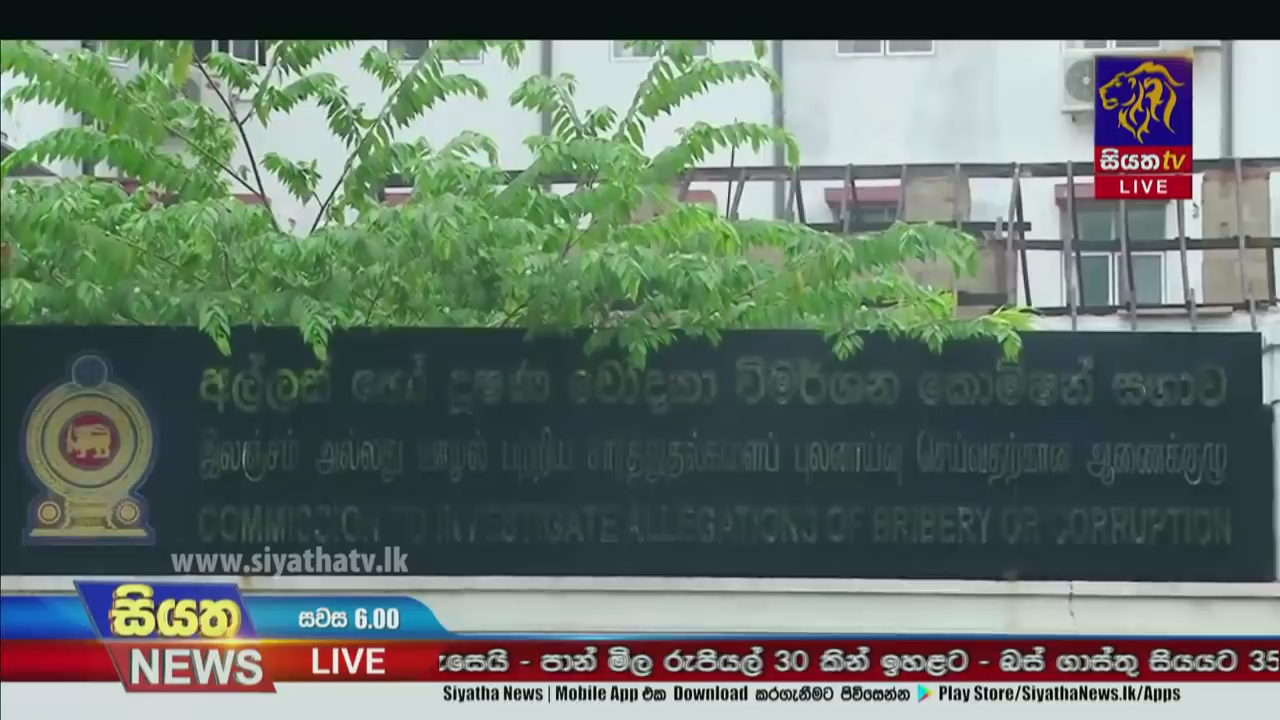 සියත tv
LIVE
අල්ලස් හෝ දූෂණ චෝදනා විමර්ශන කොමිෂන් සභාව
இலஞ்சம் அல்லது ஊழல் பற்றிய சார்த்துதல்களைப் புலனாய்வு செய்வதற்கான ஆணைக்குழு
COMMISSION TO INVESTIGATE ALLEGATIONS OF BRIBERY OR CORRUPTION
www.siyathatv.lk
සියත NEWS
සවස 6.00
LIVE
- පාන් මිල රුපියල් 30 කින් ඉහළට - බස් ගාස්තු සියයට 35
Siyatha News | Mobile App එක Download කරගැනීමට පිවිසෙන්න Play Store/SiyathaNews.lk/Apps